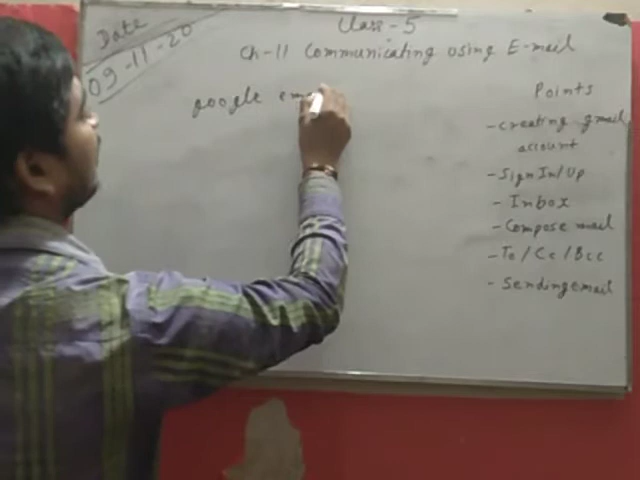 Date
09-11-20
Class-5
Ch-11 Communicating using E-mail
google em
Points
-creating gmail
account
-Sign In/Up
- Inbox
-Compose mail
-To/Cc/Bcc
-Sending email